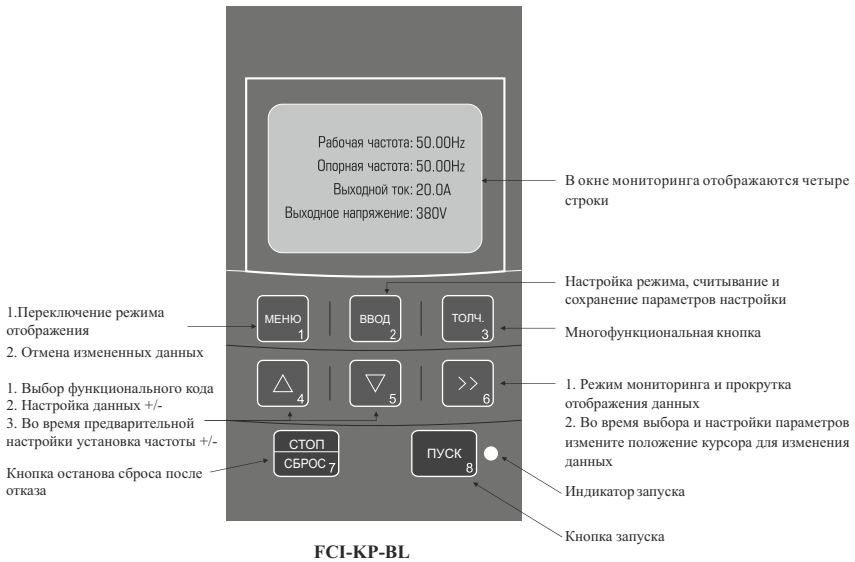 Рабочая частота: 50.00Hz
Опорная частота: 50.00Hz
Выходной ток: 20.0A
Выходное напряжение: 380V
В окне мониторинга отображаются четыре
строки
Настройка режима, считывание и
сохранение параметров настройки
Многофункциональная кнопка
1.Переключение режима
отображения
2. Отмена измененных данных
МЕНЮ
1
ВВОД
2
ТОЛЧ.
3
1. Выбор функционального кода
2. Настройка данных +/-
3. Во время предварительной
настройки установка частоты +/-
4
5
>>
6
1. Режим мониторинга и прокрутка
отображения данных
2. Во время выбора и настройки параметров
измените положение курсора для изменения
данных
Кнопка останова сброса после
отказа
СТОП
СБРОС 7
ПУСК
8
Индикатор запуска
Кнопка запуска
FCI-KP-BL